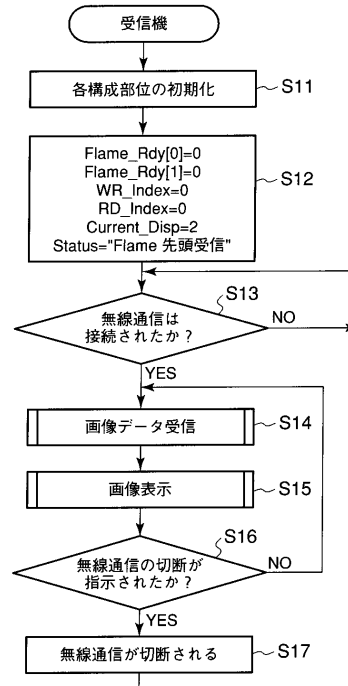 受信機
各構成部位の初期化
S11
Flame_Rdy[0]=0
Flame_Rdy[1]=0
WR_Index=0
RD_Index=0
Current_Disp=2
Status="Flame 先頭受信"
S12
S13
無線通信は
接続されたか？
NO
YES
画像データ受信
S14
画像表示
S15
S16
無線通信の切断が
指示されたか？
NO
YES
無線通信が切断される
S17